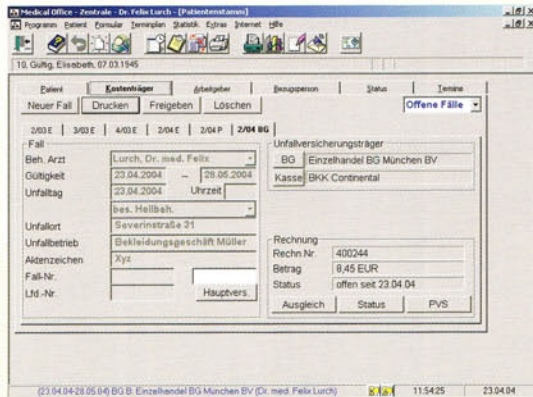 Medical Office - Zentrale - Dr. Felix Lurch - [Patientenstamm]
Programm Patient Formular Terminplan Statistik Extras Internet Hilfe
10, Gültig, Elisabeth, 07.03.1945
Patient Kostenträger Arbeitgeber Bezugsperson Status Termine
Neuer Fall Drucken Freigeben Löschen Offene Fälle
2/03 E 3/03 E 4/03 E 2/04 E 2/04 P 2/04 BG
Fall
Beh. Arzt Lurch, Dr. med. Felix
Gültigkeit 23.04.2004 – 28.05.2004
Unfalltag 23.04.2004 Uhrzeit
bes. Heilbeh.
Unfallort Severinstraße 21
Unfallbetrieb Bekleidungsgeschäft Müller
Aktenzeichen Xyz
Fall-Nr.
Lfd.-Nr. Hauptvers.
Unfallversicherungsträger
BG Einzelhandel BG München BV
Kasse BKK Continental
Rechnung
Rechn Nr. 400244
Betrag 8,45 EUR
Status offen seit 23.04.04
Ausgleich Status PVS
(23.04.04-28.05.04) BG B: Einzelhandel BG München BV (Dr. med. Felix Lurch) 11:54:25 23.04.04